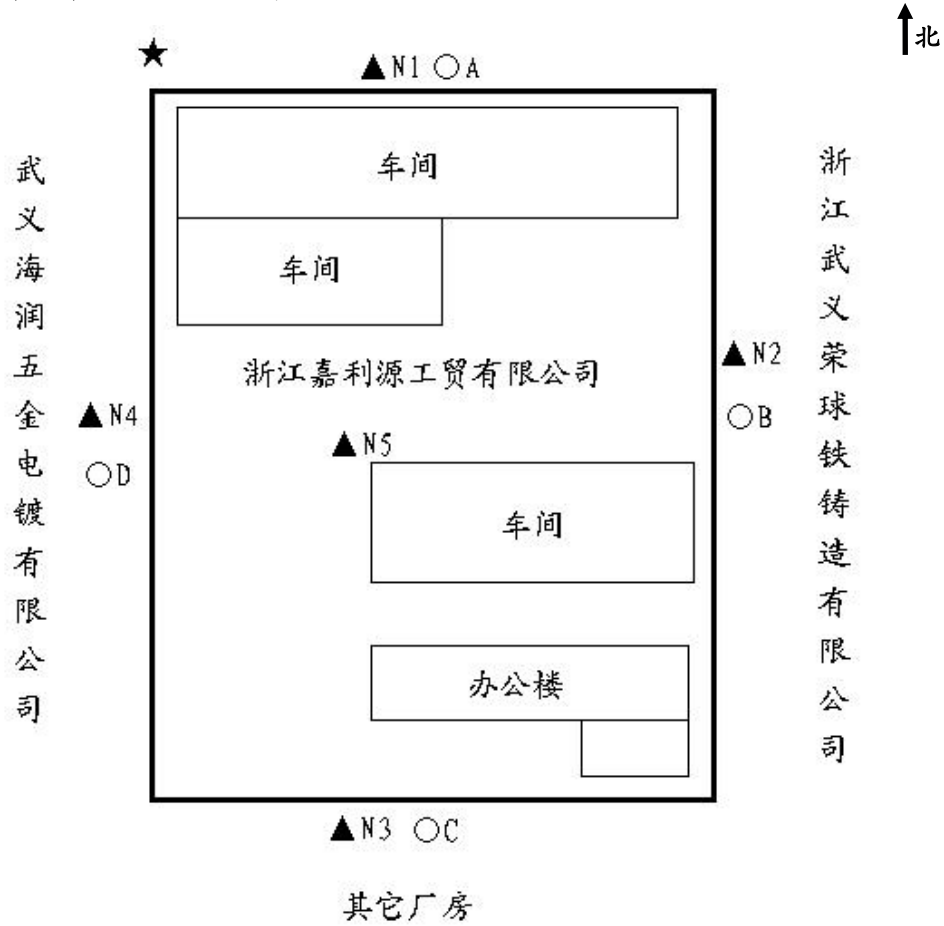 北
★
▲N1 ○A
车间
车间
浙江嘉利源工贸有限公司
武义海润五金电镀有限公司
浙江武义荣球铁铸造有限公司
▲N2
○B
▲N4
○D
▲N5
车间
办公楼
▲N3 ○C
其它厂房